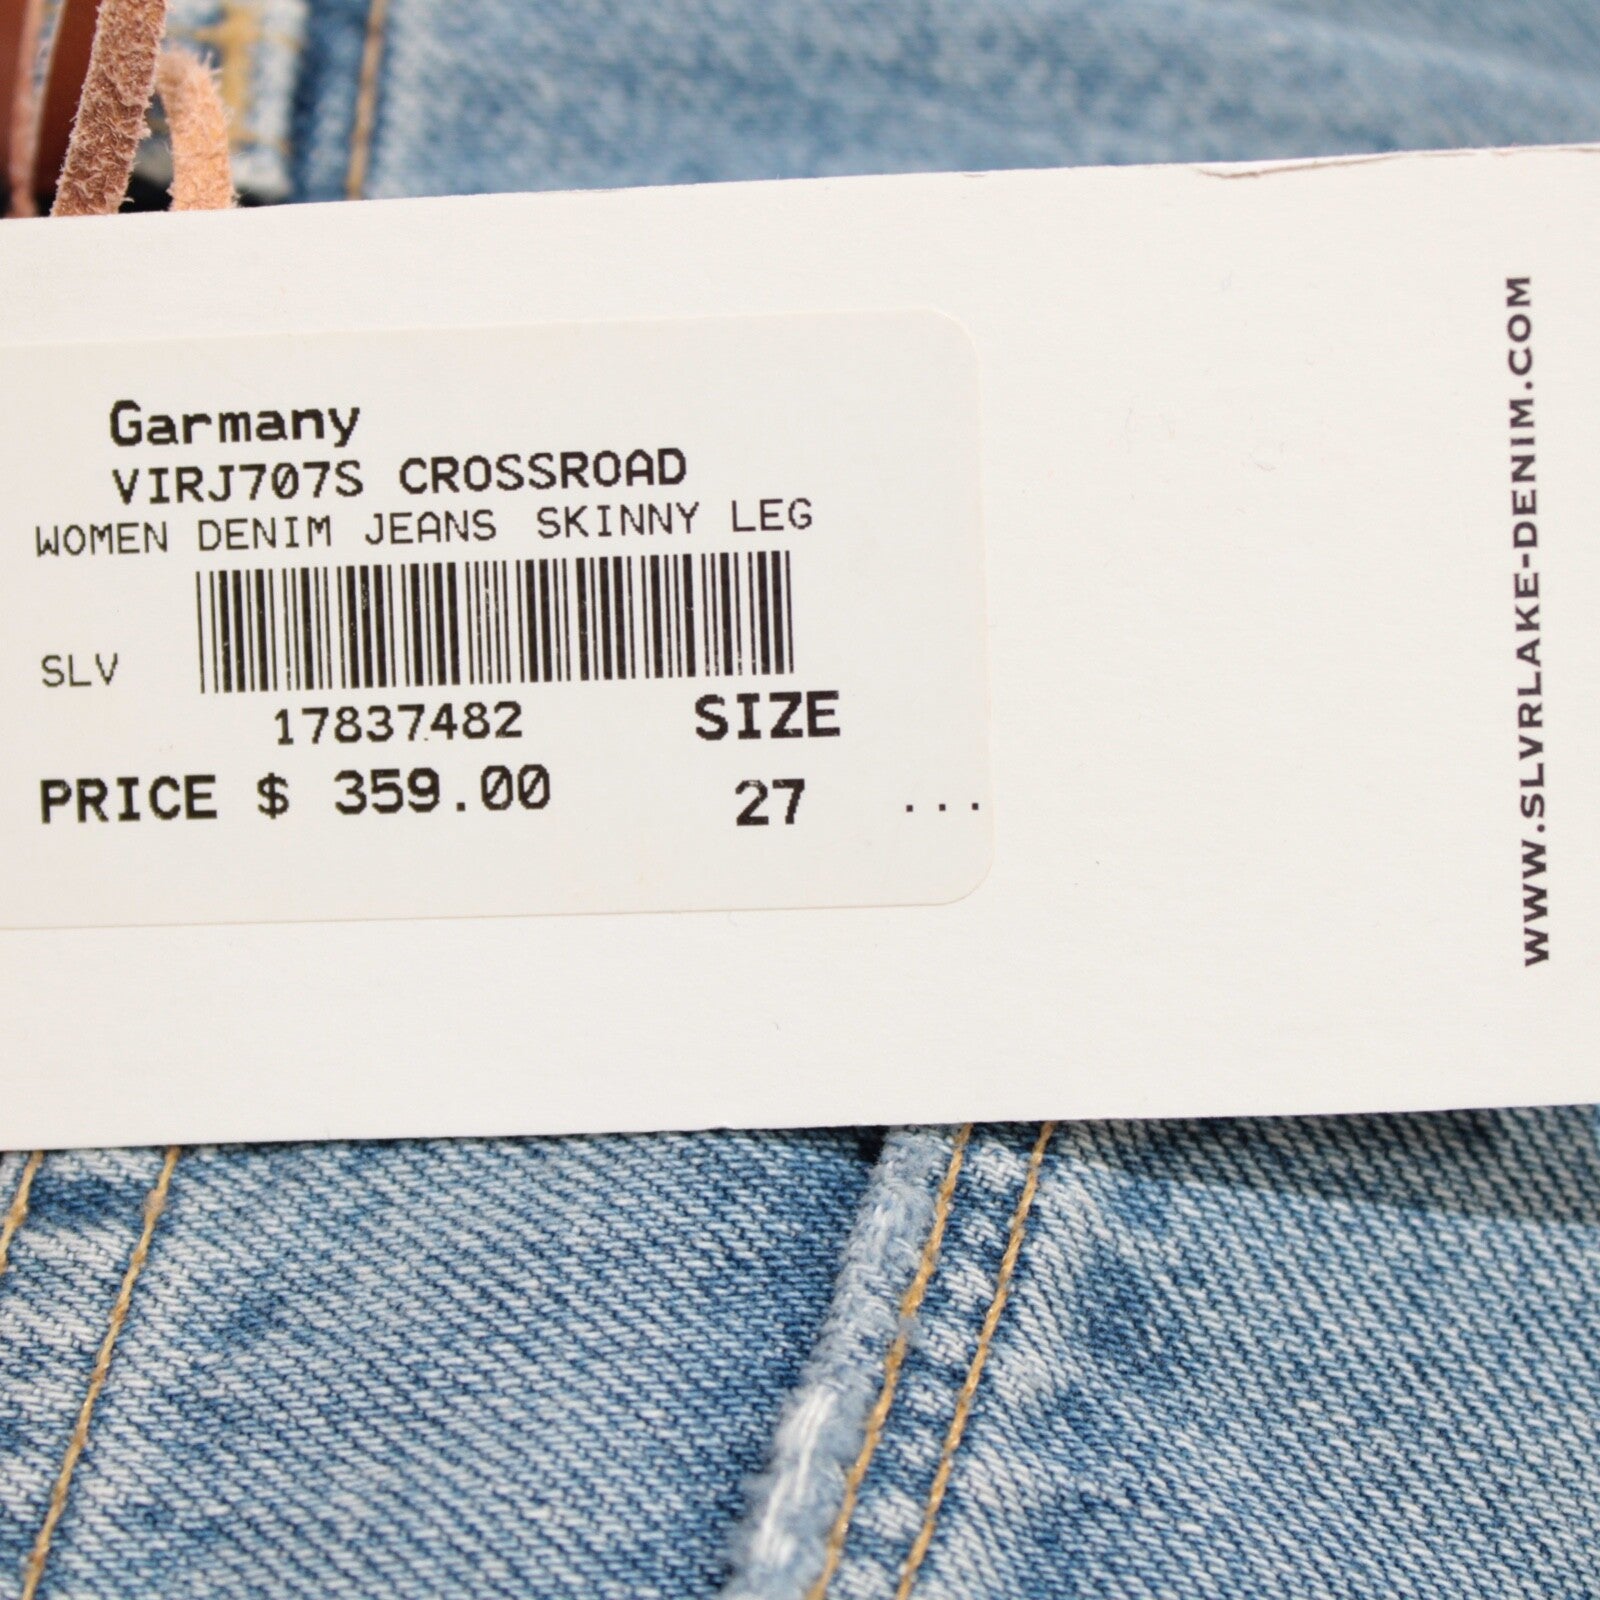 Garmany
VIRJ707S CROSSROAD
WOMEN DENIM JEANS SKINNY LEG
SLV
17837482 SIZE
PRICE $ 359.00 27 ...
WWW.SLVRLAKE-DENIM.COM